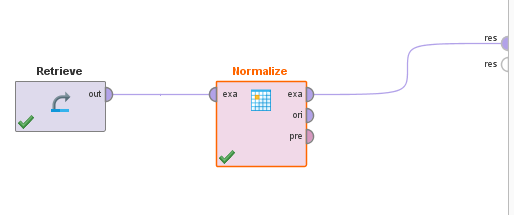 res
res
Retrieve
Normalize
out
exa
exa
ori
pre